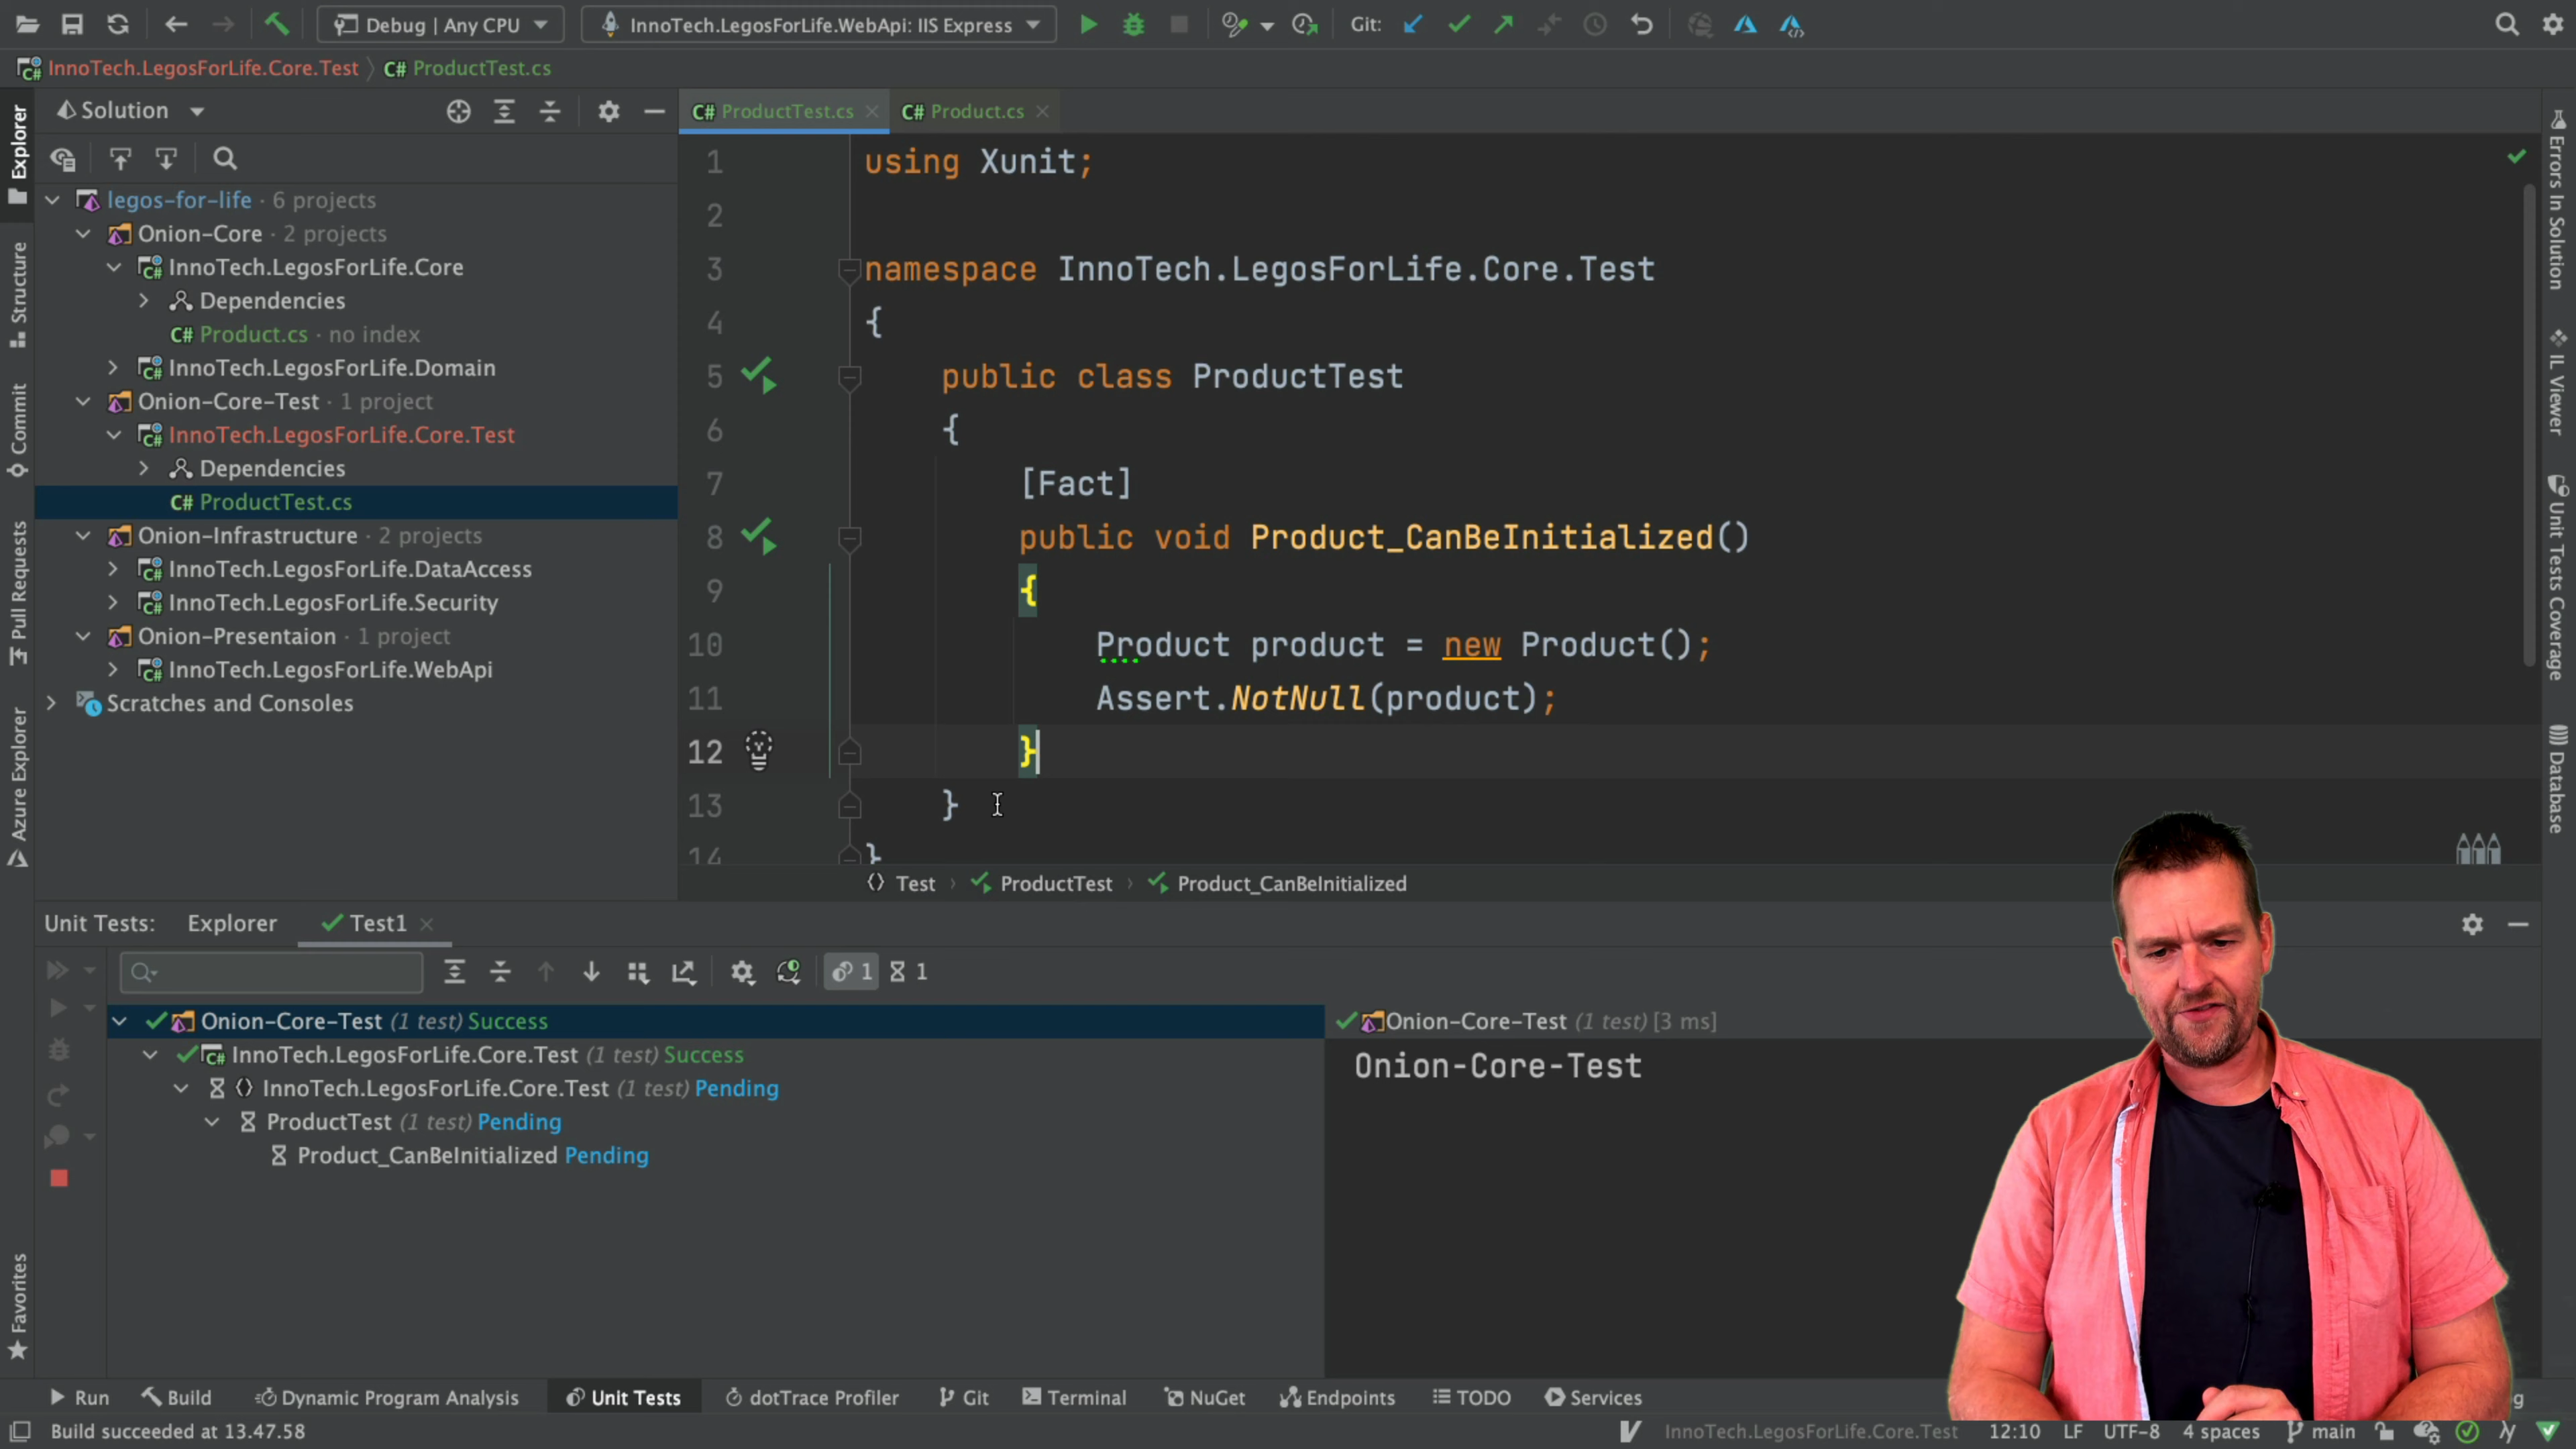 Debug | Any CPU
InnoTech.LegosForLife.WebApi: IIS Express
Git:
InnoTech.LegosForLife.Core.Test
C# ProductTest.cs
Explorer
Structure
Commit
Pull Requests
Azure Explorer
Favorites
Solution
legos-for-life · 6 projects
Onion-Core · 2 projects
InnoTech.LegosForLife.Core
Dependencies
C# Product.cs · no index
InnoTech.LegosForLife.Domain
Onion-Core-Test · 1 project
InnoTech.LegosForLife.Core.Test
Dependencies
C# ProductTest.cs
Onion-Infrastructure · 2 projects
InnoTech.LegosForLife.DataAccess
InnoTech.LegosForLife.Security
Onion-Presentaion · 1 project
InnoTech.LegosForLife.WebApi
Scratches and Consoles
C# ProductTest.cs
C# Product.cs
1 using Xunit;
2
3 namespace InnoTech.LegosForLife.Core.Test
4 {
5 public class ProductTest
6 {
7 [Fact]
8 public void Product_CanBeInitialized()
9 {
10 Product product = new Product();
11 Assert.NotNull(product);
12 }
13 }
14 }
Test
ProductTest
Product_CanBeInitialized
Errors In Solution
IL Viewer
Unit Tests Coverage
Database
Unit Tests:
Explorer
Test1
1
1
Onion-Core-Test (1 test) Success
InnoTech.LegosForLife.Core.Test (1 test) Success
InnoTech.LegosForLife.Core.Test (1 test) Pending
ProductTest (1 test) Pending
Product_CanBeInitialized Pending
Onion-Core-Test (1 test) [3 ms]
Onion-Core-Test
Run
Build
Dynamic Program Analysis
Unit Tests
dotTrace Profiler
Git
Terminal
NuGet
Endpoints
TODO
Services
Build succeeded at 13.47.58
InnoTech.LegosForLife.Core.Test
12:10
LF
UTF-8
4 spaces
main